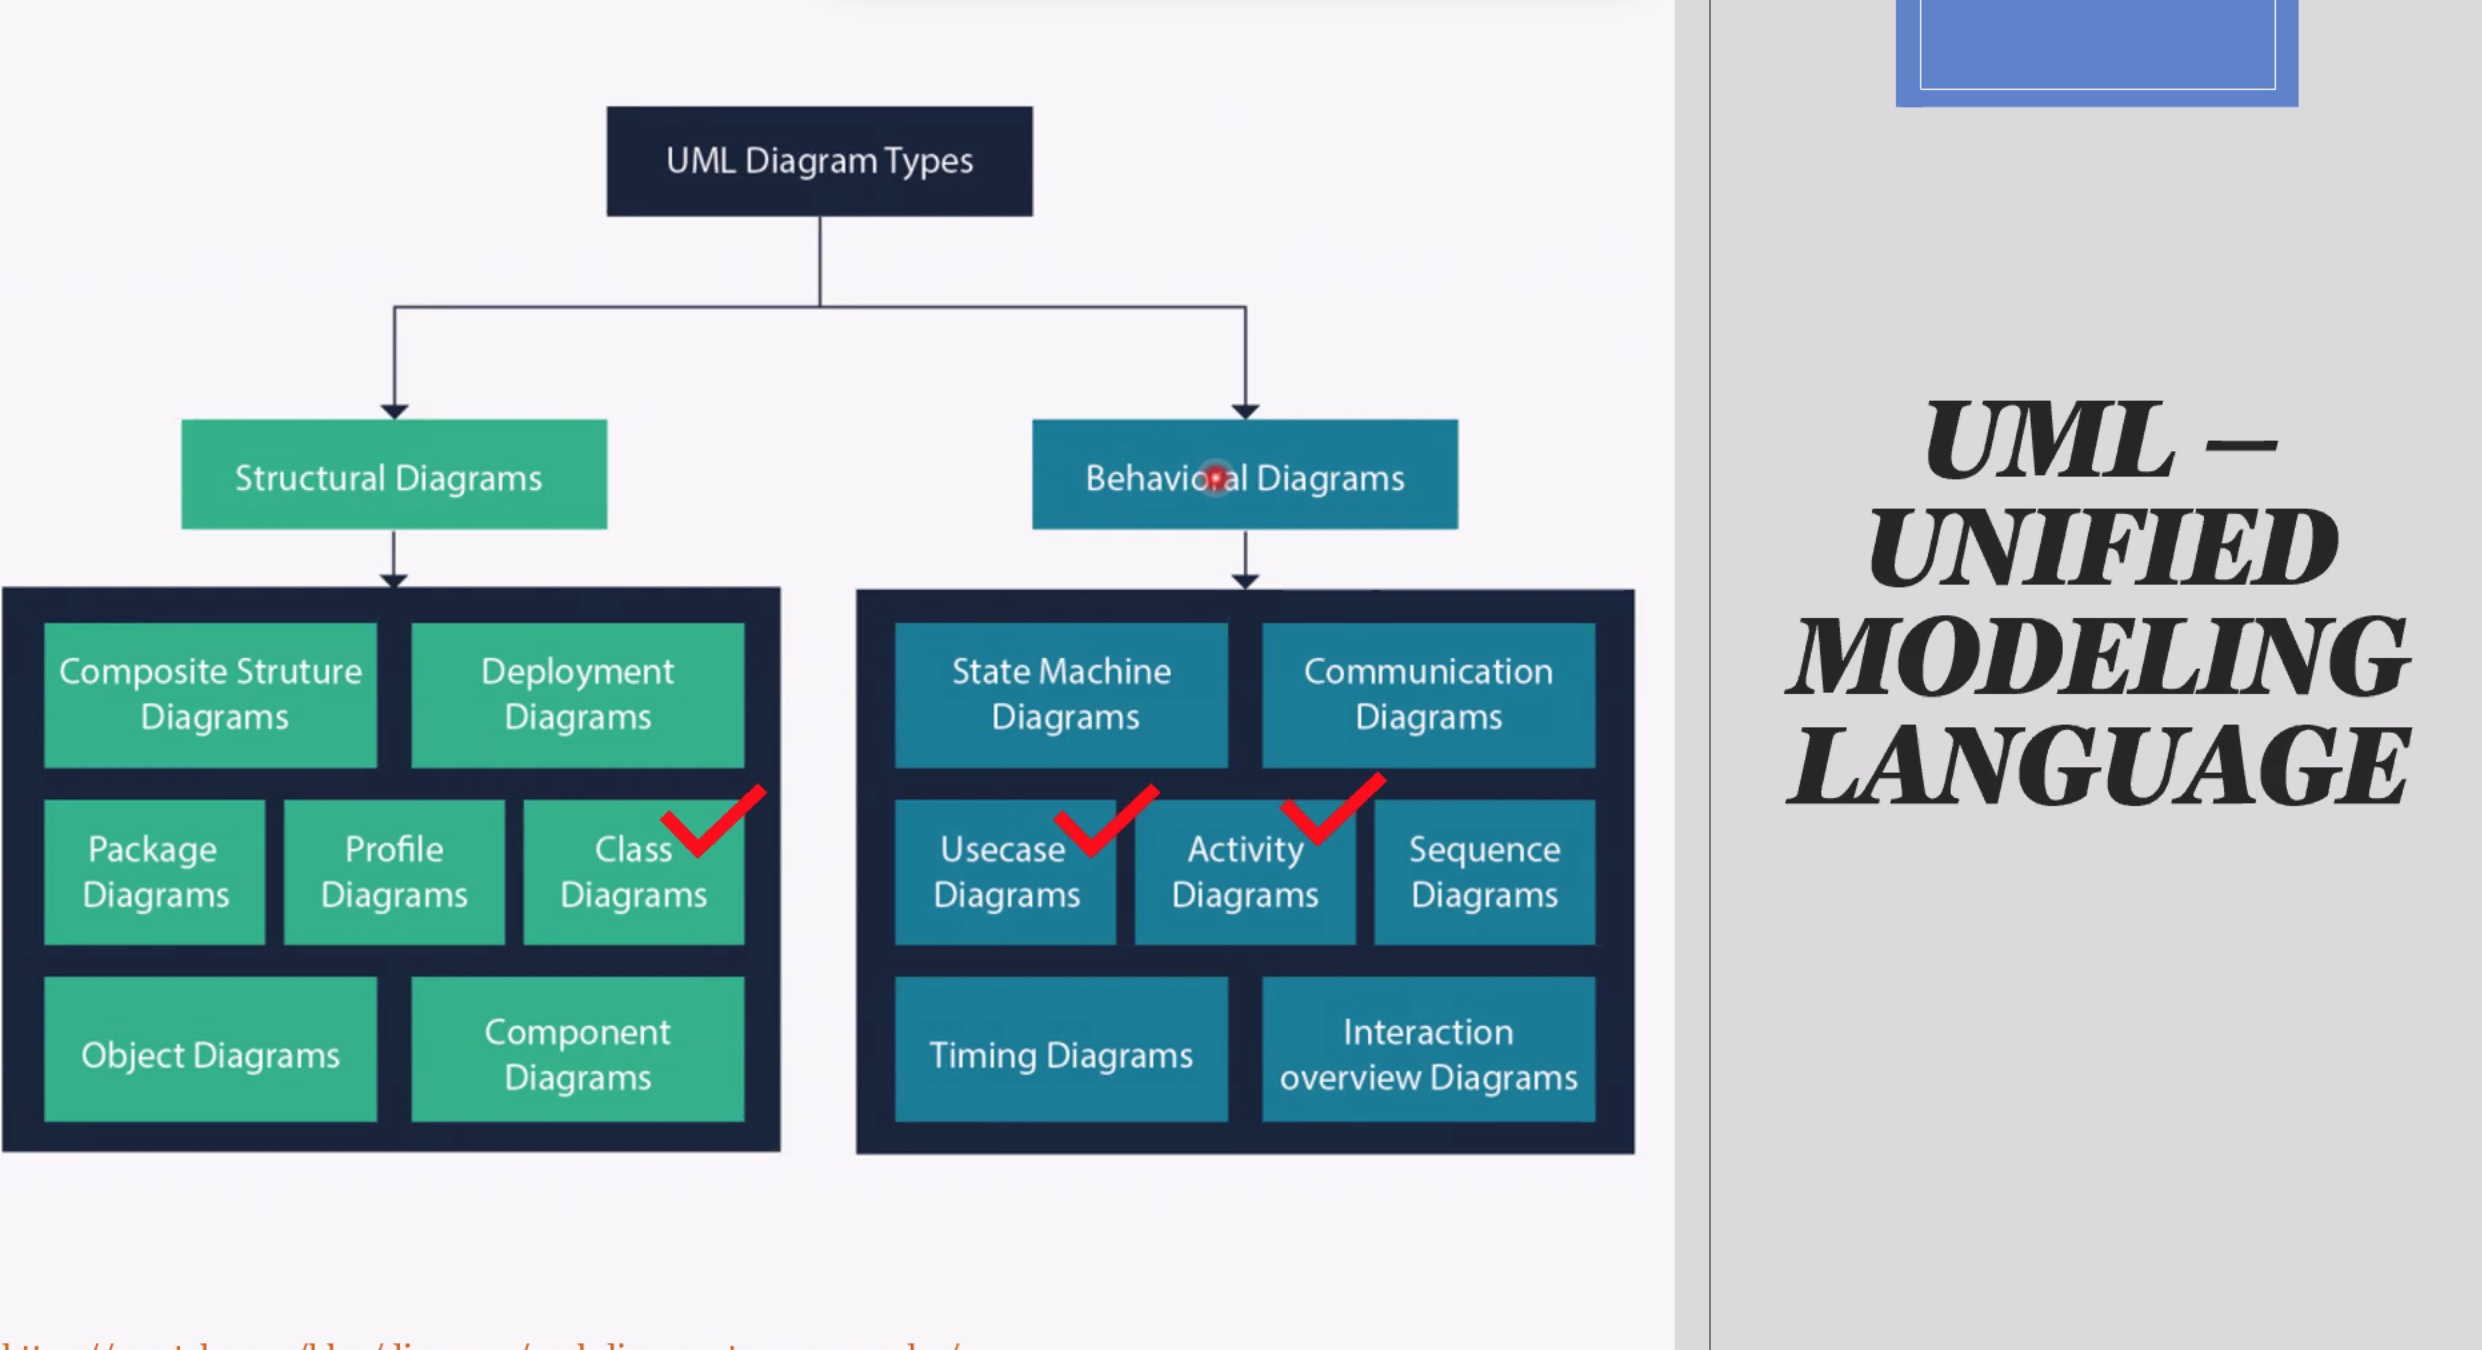 UML Diagram Types
Structural Diagrams
Behavioral Diagrams
Composite Struture
Diagrams
Deployment
Diagrams
Package
Diagrams
Profile
Diagrams
Class
Diagrams
Object Diagrams
Component
Diagrams
State Machine
Diagrams
Communication
Diagrams
Usecase
Diagrams
Activity
Diagrams
Sequence
Diagrams
Timing Diagrams
Interaction
overview Diagrams
UML –
UNIFIED
MODELING
LANGUAGE